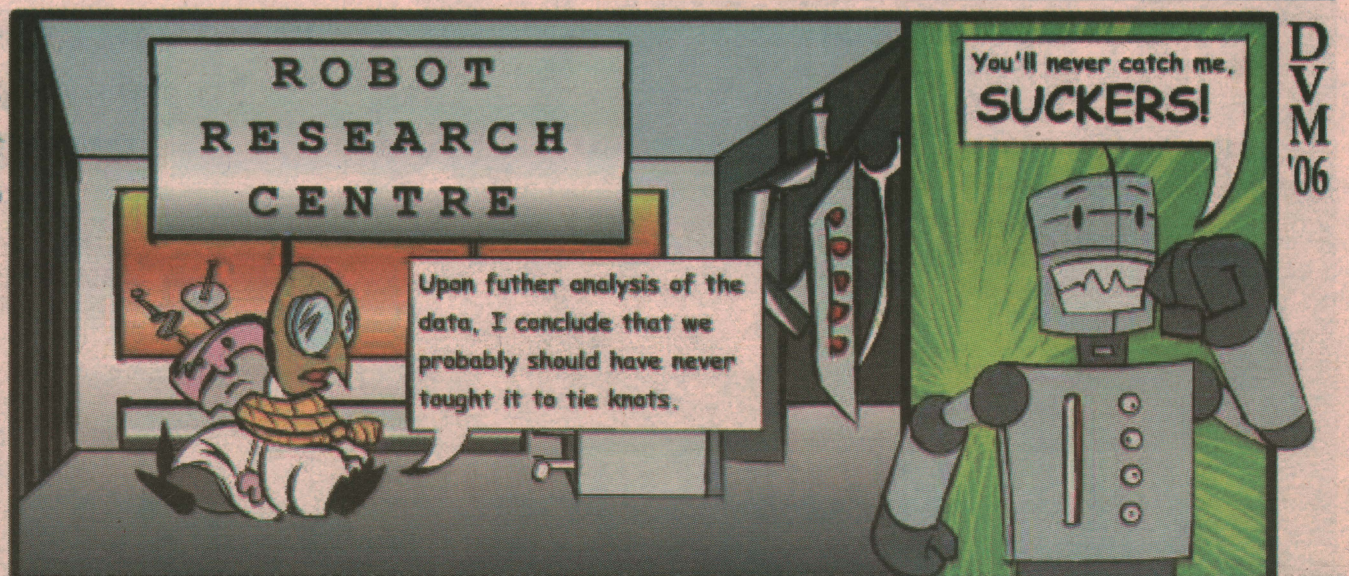 ROBOT
RESEARCH
CENTRE
Upon futher analysis of the
data, I conclude that we
probably should have never
taught it to tie knots.
You'll never catch me,
SUCKERS!
DVM
'06